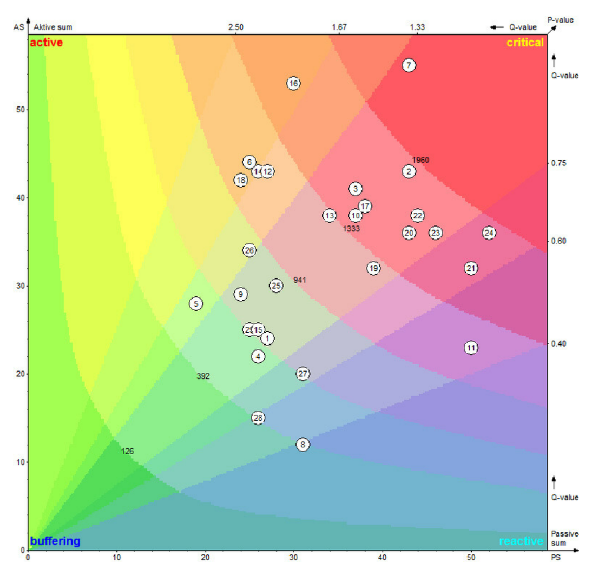 AS Aktive sum 2.50 1.67 1.33 Q-value P-value
active critical
Q-value
16 7
50
6 14 12 1960 2 0.75
18 3
40 13 10 17 22
1333 20 23 24
26 19 21 0.60
30 9 25 941
5
15 1 11 0.40
4
20 392 27
28
8
10 126
Q-value
buffering reactive Passive sum
0 10 20 30 40 50 PS